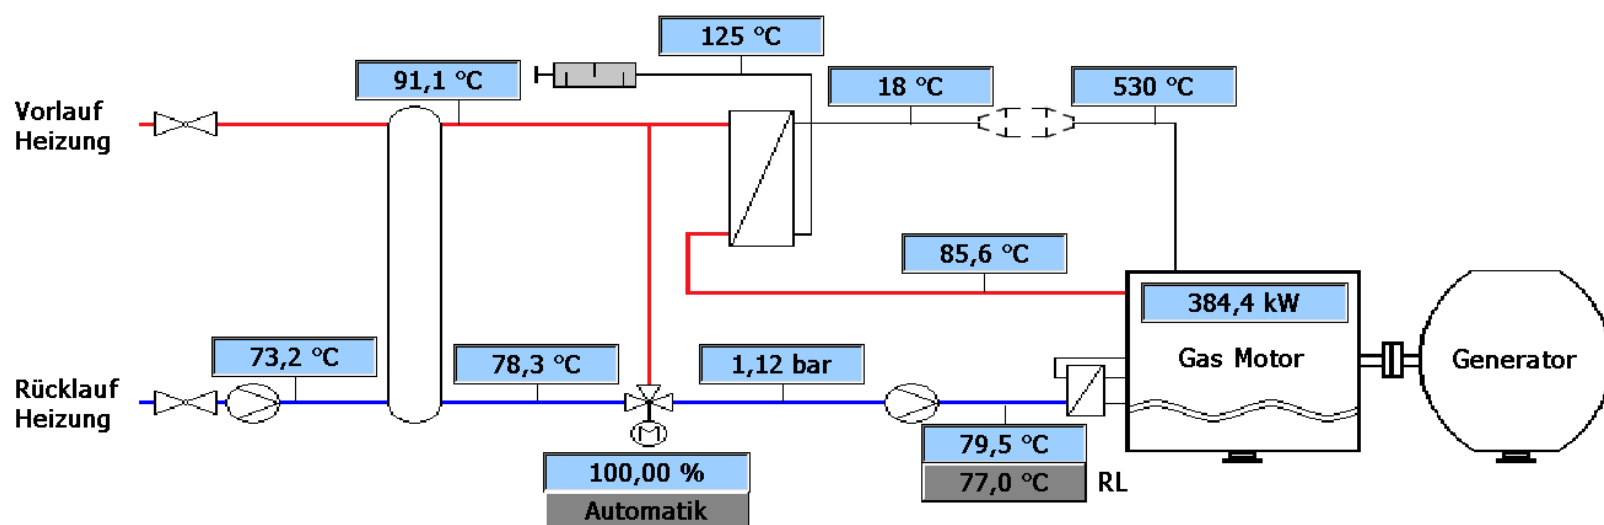 125 °C
91,1 °C
18 °C
530 °C
Vorlauf
Heizung
85,6 °C
384,4 kW
73,2 °C
78,3 °C
1,12 bar
Gas Motor
Generator
Rücklauf
Heizung
M
79,5 °C
100,00 %
77,0 °C
RL
Automatik